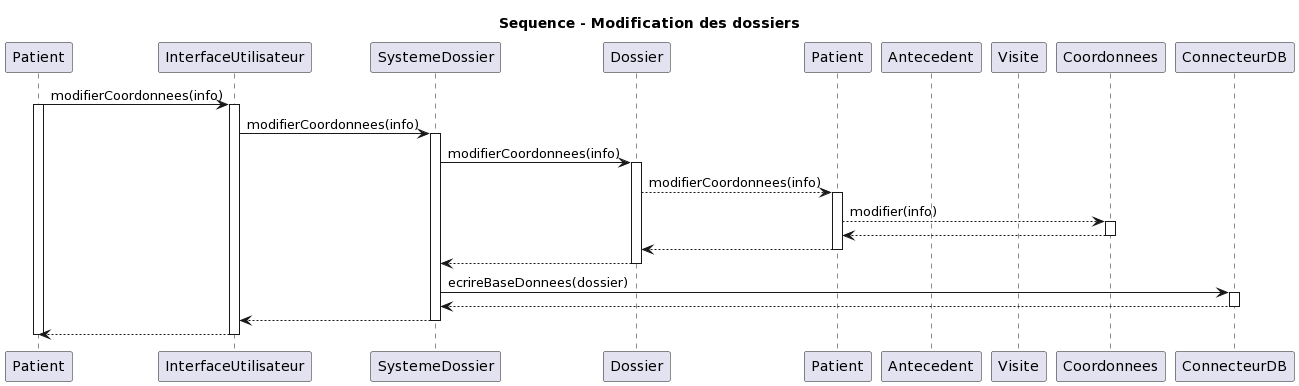 Sequence - Modification des dossiers
Patient InterfaceUtilisateur SystemeDossier Dossier Patient Antecedent Visite Coordonnees ConnecteurDB
modifierCoordonnees(info)
modifierCoordonnees(info)
modifierCoordonnees(info)
modifierCoordonnees(info)
modifier(info)
ecrireBaseDonnees(dossier)
Patient InterfaceUtilisateur SystemeDossier Dossier Patient Antecedent Visite Coordonnees ConnecteurDB